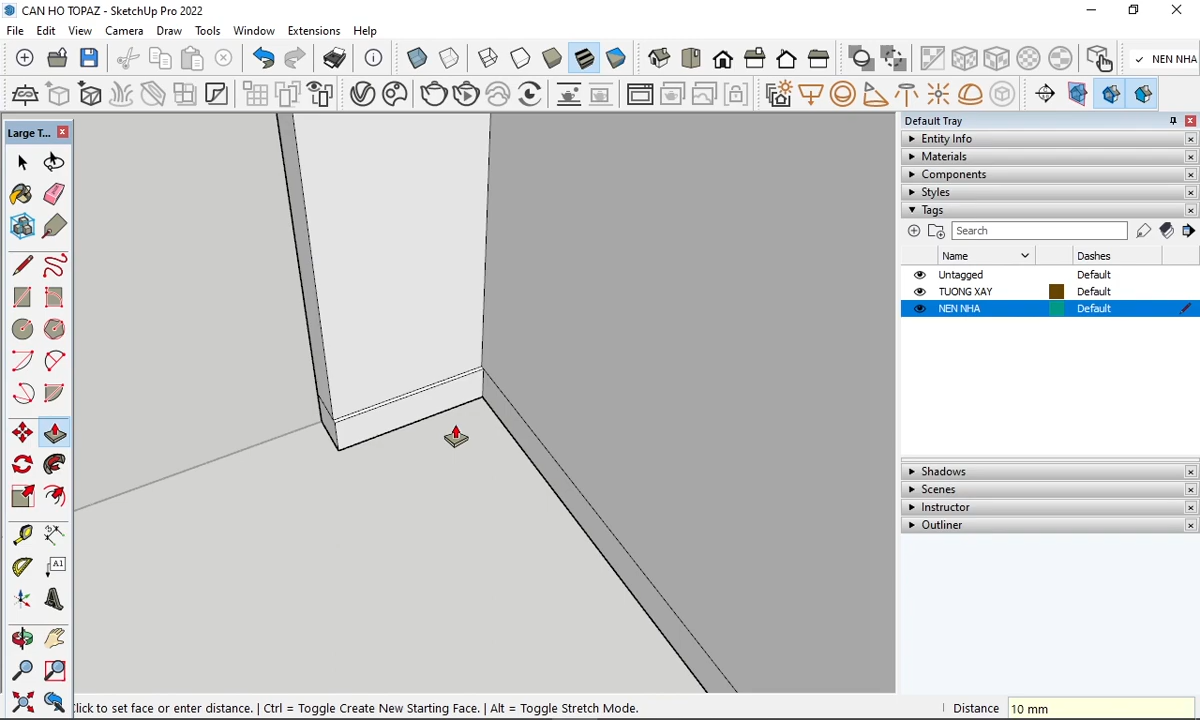 CAN HO TOPAZ - SketchUp Pro 2022
File Edit View Camera Draw Tools Window Extensions Help
✓ NEN NHA
Large T...
A1
Default Tray
Entity Info
Materials
Components
Styles
Tags
Search
Name Dashes
Untagged Default
TUONG XAY Default
NEN NHA Default
Shadows
Scenes
Instructor
Outliner
Click to set face or enter distance. | Ctrl = Toggle Create New Starting Face. | Alt = Toggle Stretch Mode.
Distance 10 mm